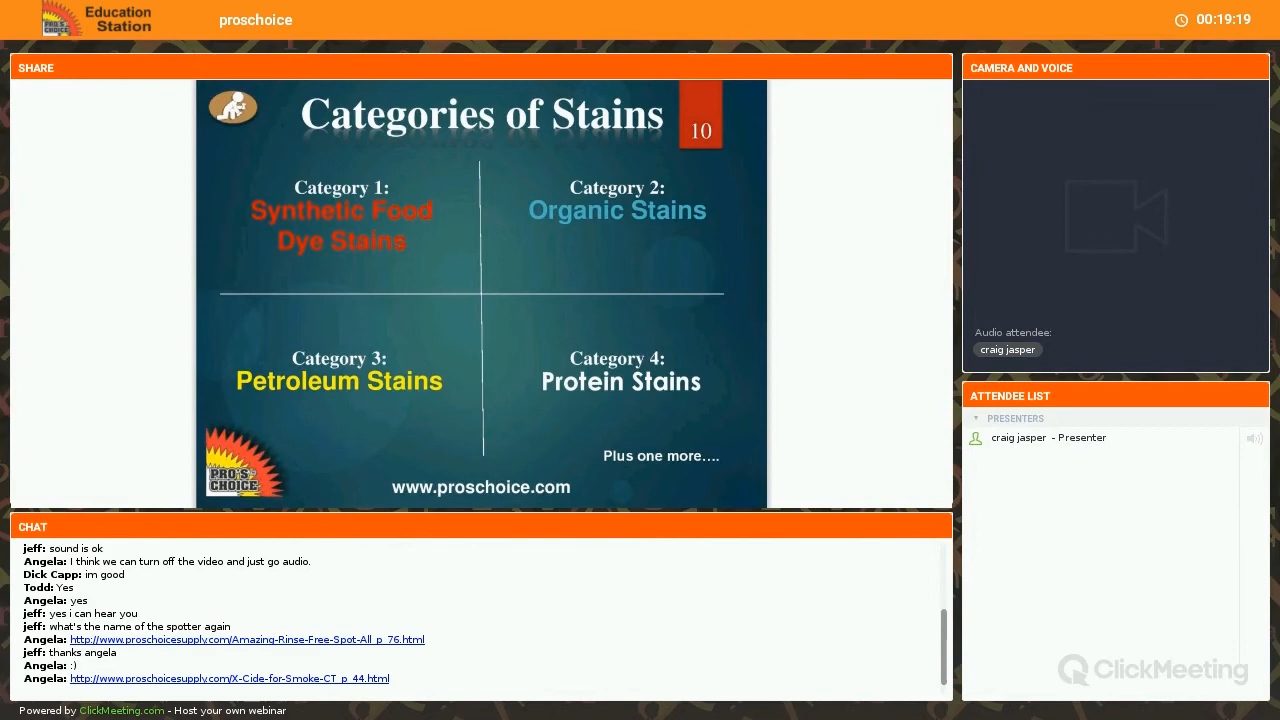 PRO'S CHOICE
Education Station
proschoice
00:19:19
SHARE
Categories of Stains
10
Category 1:
Synthetic Food
Dye Stains
Category 2:
Organic Stains
Category 3:
Petroleum Stains
Category 4:
Protein Stains
Plus one more....
PRO'S
CHOICE
www.proschoice.com
CAMERA AND VOICE
Audio attendee:
craig jasper
ATTENDEE LIST
PRESENTERS
craig jasper - Presenter
CHAT
jeff: sound is ok
Angela: I think we can turn off the video and just go audio.
Dick Capp: im good
Todd: Yes
Angela: yes
jeff: yes i can hear you
jeff: what's the name of the spotter again
Angela: http://www.proschoicesupply.com/Amazing-Rinse-Free-Spot-All_p_76.html
jeff: thanks angela
Angela: :)
Angela: http://www.proschoicesupply.com/X-Cide-for-Smoke-CT_p_44.html
ClickMeeting
Powered by ClickMeeting.com - Host your own webinar